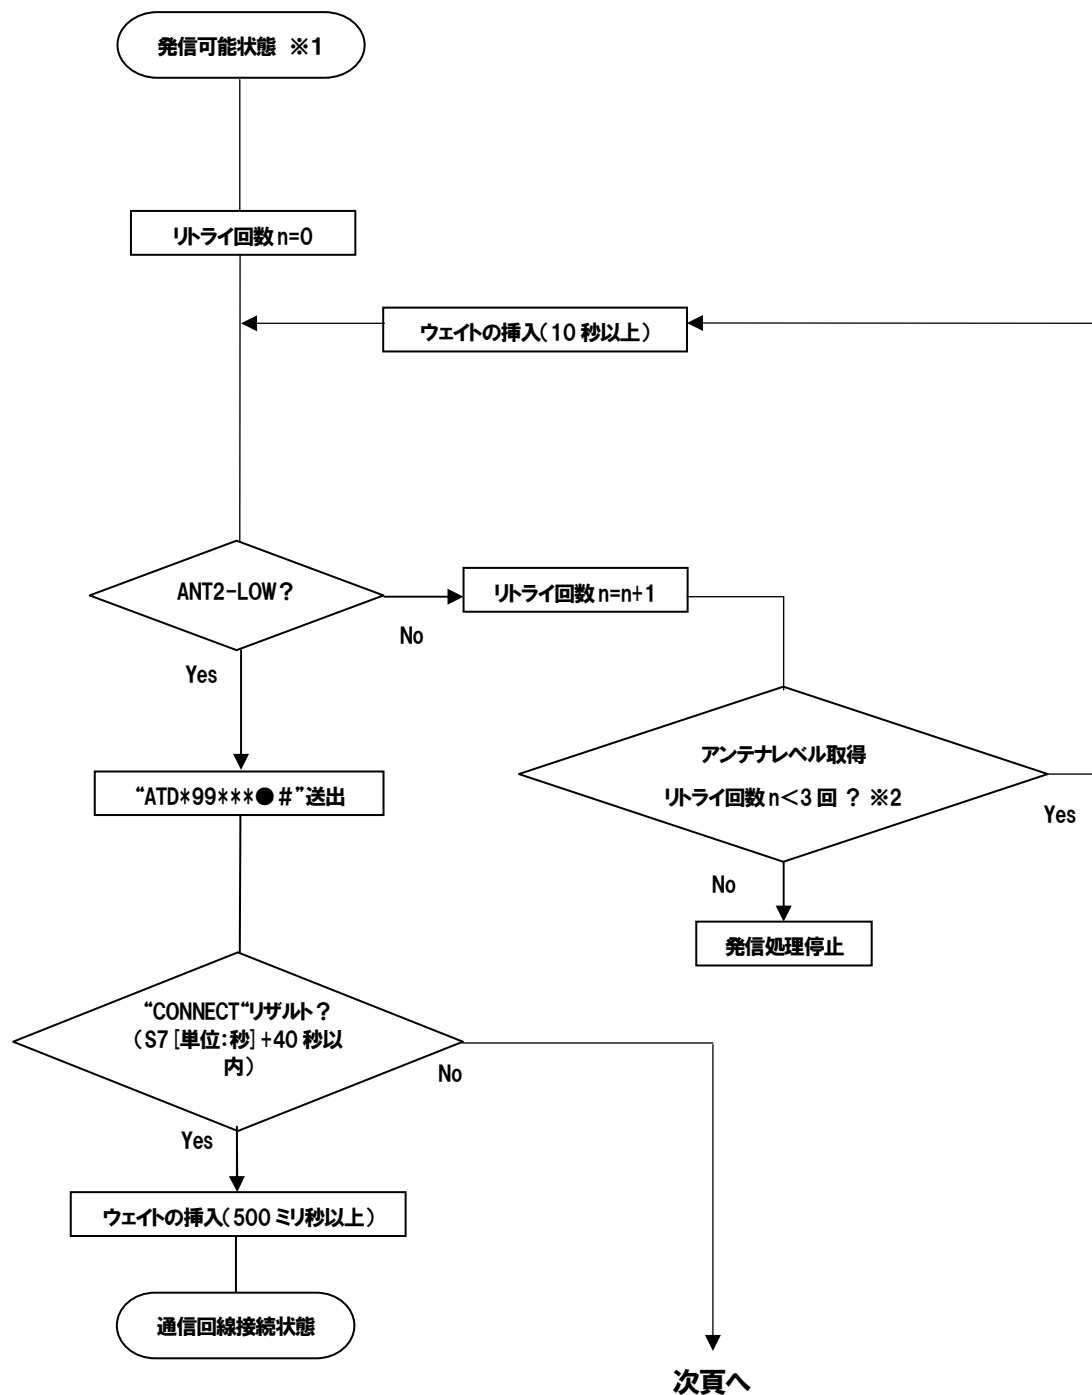 発信可能状態 ※1
リトライ回数 n=0
ウェイトの挿入(10 秒以上)
ANT2-LOW?
リトライ回数 n=n+1
No
Yes
アンテナレベル取得
リトライ回数 n<3 回 ? ※2
Yes
“ATD*99***●#”送出
No
発信処理停止
“CONNECT“リザルト?
(S7 [単位:秒] +40 秒以
内)
No
Yes
ウェイトの挿入(500 ミリ秒以上)
通信回線接続状態
次頁へ